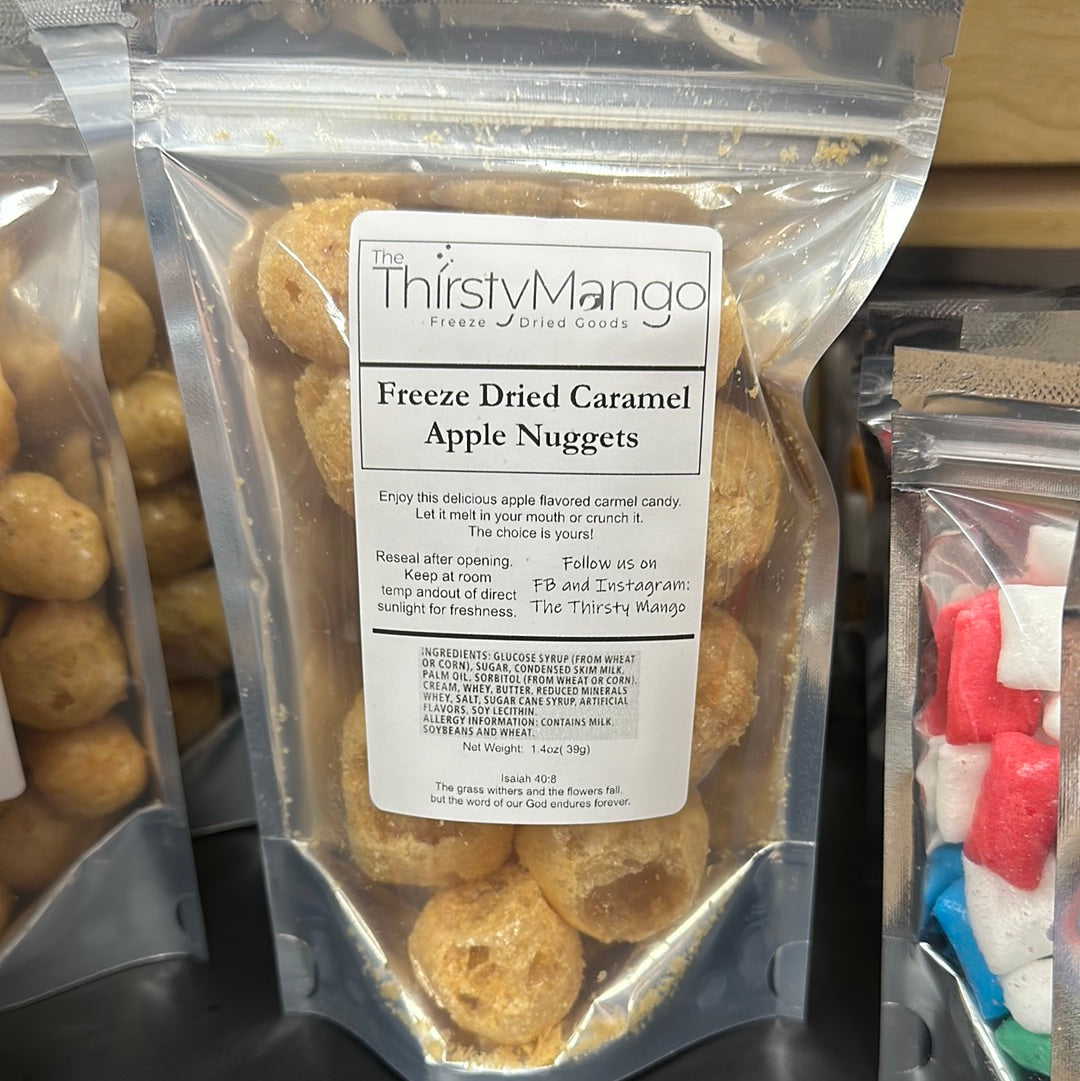 The
ThirstyMango
Freeze Dried Goods
Freeze Dried Caramel
Apple Nuggets
Enjoy this delicious apple flavored carmel candy.
Let it melt in your mouth or crunch it.
The choice is yours!
Reseal after opening.
Keep at room
temp andout of direct
sunlight for freshness.
Follow us on
FB and Instagram:
The Thirsty Mango
INGREDIENTS: GLUCOSE SYRUP (FROM WHEAT
OR CORN), SUGAR, CONDENSED SKIM MILK,
PALM OIL, SORBITOL (FROM WHEAT OR CORN),
CREAM, WHEY, BUTTER, REDUCED MINERALS
WHEY, SALT, SUGAR CANE SYRUP, ARTIFICIAL
FLAVORS, SOY LECITHIN.
ALLERGY INFORMATION: CONTAINS MILK,
SOYBEANS AND WHEAT.
Net Weight: 1.4oz( 39g)
Isaiah 40:8
The grass withers and the flowers fall,
but the word of our God endures forever.